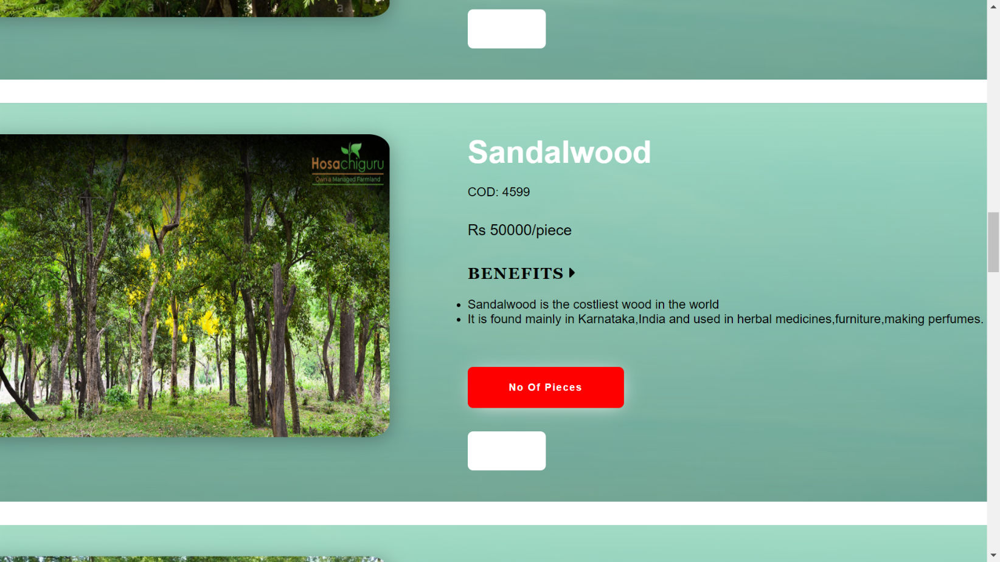 a a a a
Hosachiguru
Own a Managed Farmland
Sandalwood
COD: 4599
Rs 50000/piece
BENEFITS
Sandalwood is the costliest wood in the world
It is found mainly in Karnataka,India and used in herbal medicines,furniture,making perfumes.
No Of Pieces